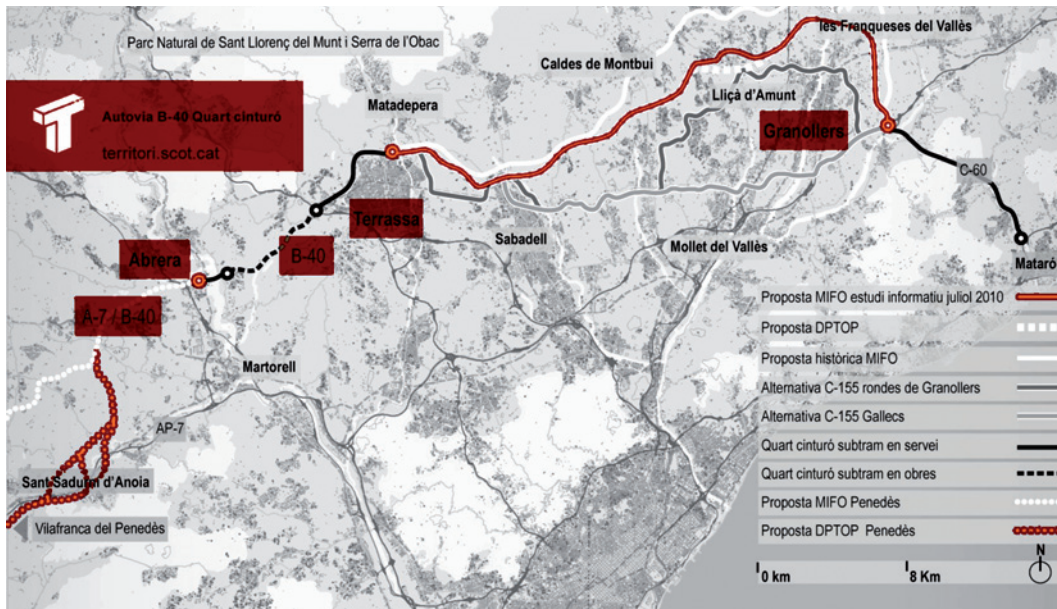 Parc Natural de Sant Llorenç del Munt i Serra de l'Obac
les Franqueses del Vallès
Caldes de Montbui
Matadepera
Lliçà d'Amunt
Autovia B-40 Quart cinturó
territori.scot.cat
Granollers
C-60
Terrassa
Sabadell
Mollet del Vallès
B-40
Abrera
Mataró
A-7 / B-40
Martorell
AP-7
Sant Sadurní d'Anoia
Vilafranca del Penedès
Proposta MIFO estudi informatiu juliol 2010
Proposta DPTOP
Proposta històrica MIFO
Alternativa C-155 rondes de Granollers
Alternativa C-155 Gallecs
Quart cinturó subtram en servei
Quart cinturó subtram en obres
Proposta MIFO Penedès
Proposta DPTOP Penedès
N
0 km
8 Km